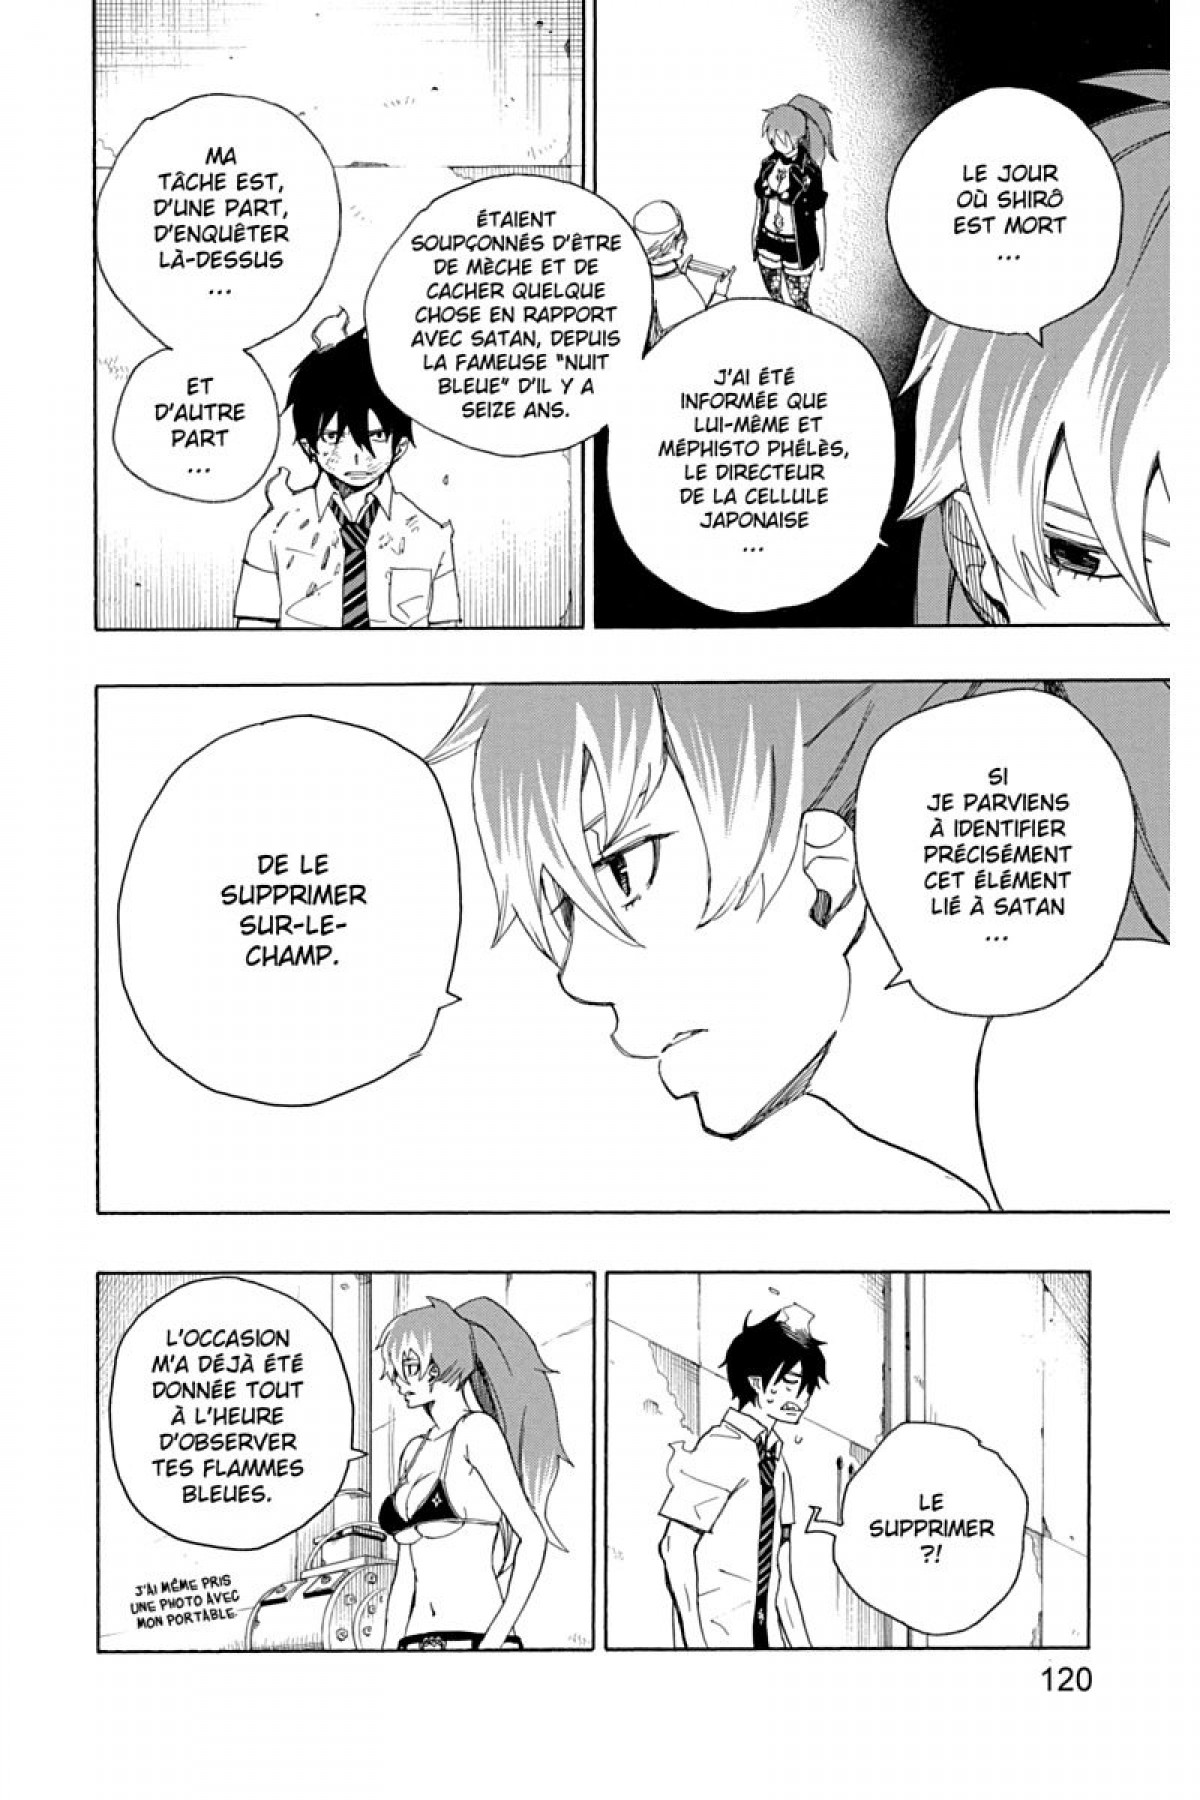 LE JOUR
OÙ SHIRÔ
EST MORT
...
J'AI ÉTÉ
INFORMÉE QUE
LUI-MÊME ET
MÉPHISTO PHÉLÈS,
LE DIRECTEUR
DE LA CELLULE
JAPONAISE
...
ÉTAIENT
SOUPÇONNÉS D'ÊTRE
DE MÈCHE ET DE
CACHER QUELQUE
CHOSE EN RAPPORT
AVEC SATAN, DEPUIS
LA FAMEUSE "NUIT
BLEUE" D'IL Y A
SEIZE ANS.
MA
TÂCHE EST,
D'UNE PART,
D'ENQUÊTER
LÀ-DESSUS
...
ET
D'AUTRE
PART
...
SI
JE PARVIENS
À IDENTIFIER
PRÉCISÉMENT
CET ÉLÉMENT
LIÉ À SATAN
...
DE LE
SUPPRIMER
SUR-LE-
CHAMP.
LE
SUPPRIMER
?!
L'OCCASION
M'A DÉJÀ ÉTÉ
DONNÉE TOUT
À L'HEURE
D'OBSERVER
TES FLAMMES
BLEUES.
J'AI MÊME PRIS
UNE PHOTO AVEC
MON PORTABLE.
120